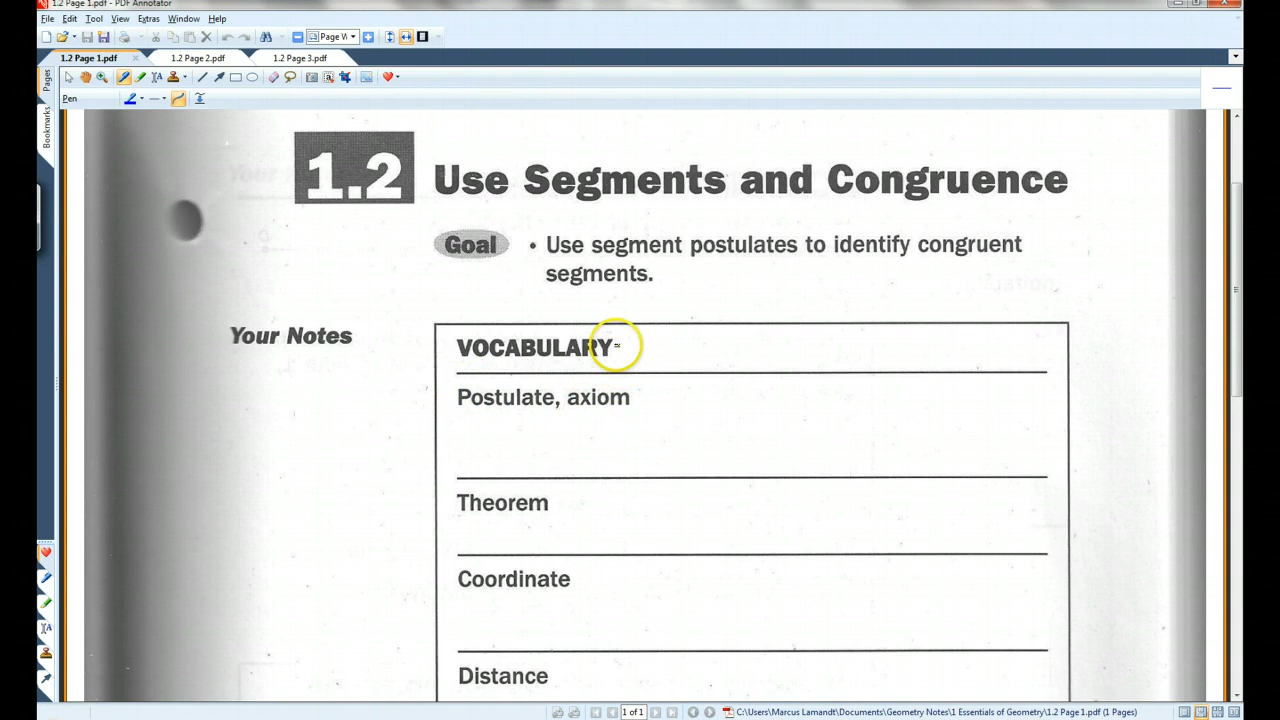 1.2 Page 1.pdf - PDF Annotator
File Edit Tool View Extras Window Help
Page W
1.2 Page 1.pdf 1.2 Page 2.pdf 1.2 Page 3.pdf
Pages
Bookmarks
Pen
1.2 Use Segments and Congruence
Goal • Use segment postulates to identify congruent
segments.
Your Notes
VOCABULARY
Postulate, axiom
Theorem
Coordinate
Distance
1 of 1
C:\Users\Marcus Lamandt\Documents\Geometry Notes\1 Essentials of Geometry\1.2 Page 1.pdf (1 Pages)